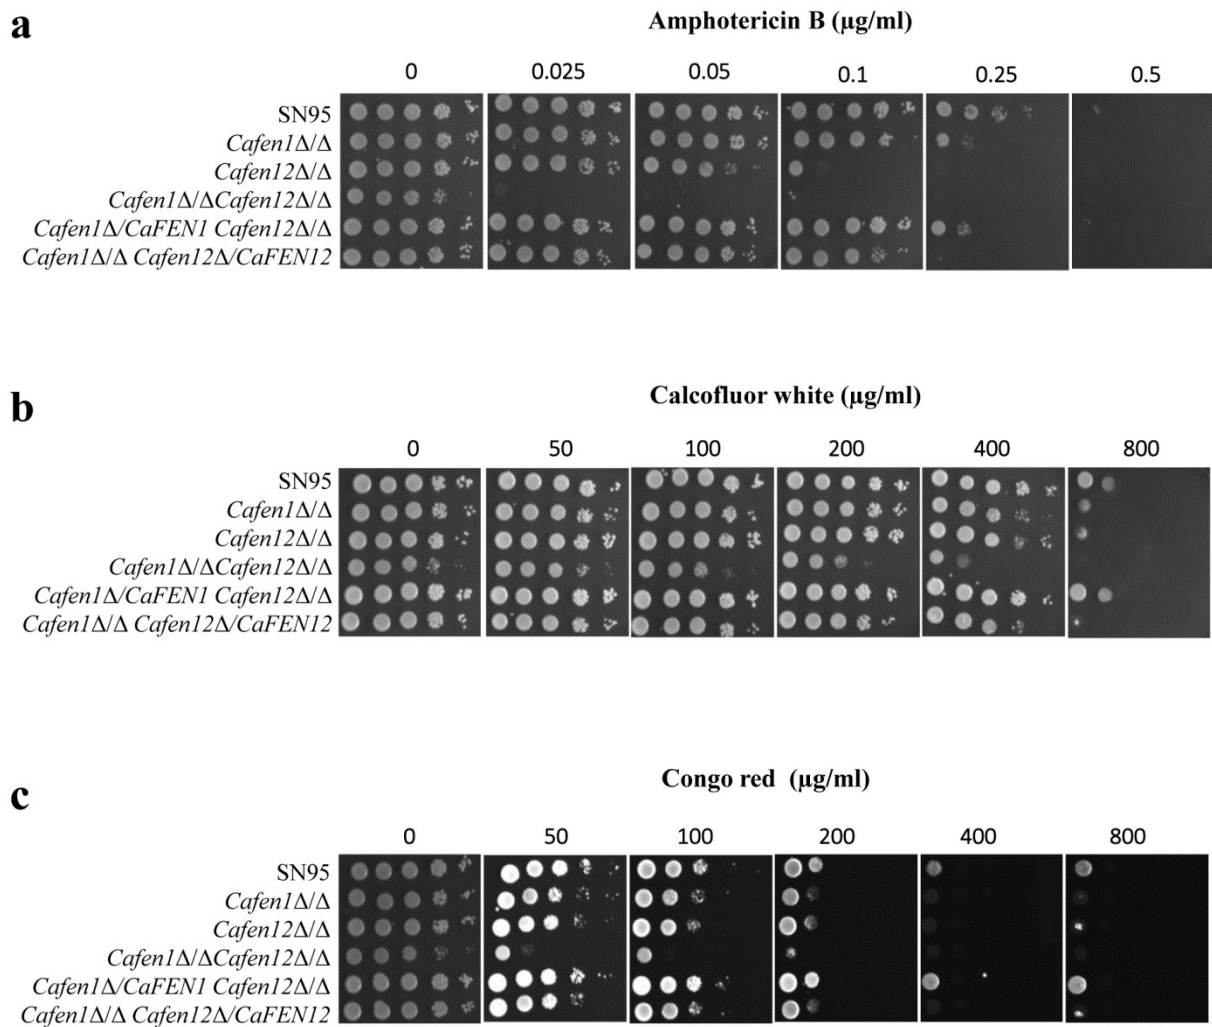 a
Amphotericin B (µg/ml)
0 0.025 0.05 0.1 0.25 0.5
SN95
Cafen1Δ/Δ
Cafen12Δ/Δ
Cafen1Δ/ΔCafen12Δ/Δ
Cafen1Δ/CaFEN1 Cafen12Δ/Δ
Cafen1Δ/Δ Cafen12Δ/CaFEN12
b
Calcofluor white (µg/ml)
0 50 100 200 400 800
SN95
Cafen1Δ/Δ
Cafen12Δ/Δ
Cafen1Δ/ΔCafen12Δ/Δ
Cafen1Δ/CaFEN1 Cafen12Δ/Δ
Cafen1Δ/Δ Cafen12Δ/CaFEN12
c
Congo red (µg/ml)
0 50 100 200 400 800
SN95
Cafen1Δ/Δ
Cafen12Δ/Δ
Cafen1Δ/ΔCafen12Δ/Δ
Cafen1Δ/CaFEN1 Cafen12Δ/Δ
Cafen1Δ/Δ Cafen12Δ/CaFEN12